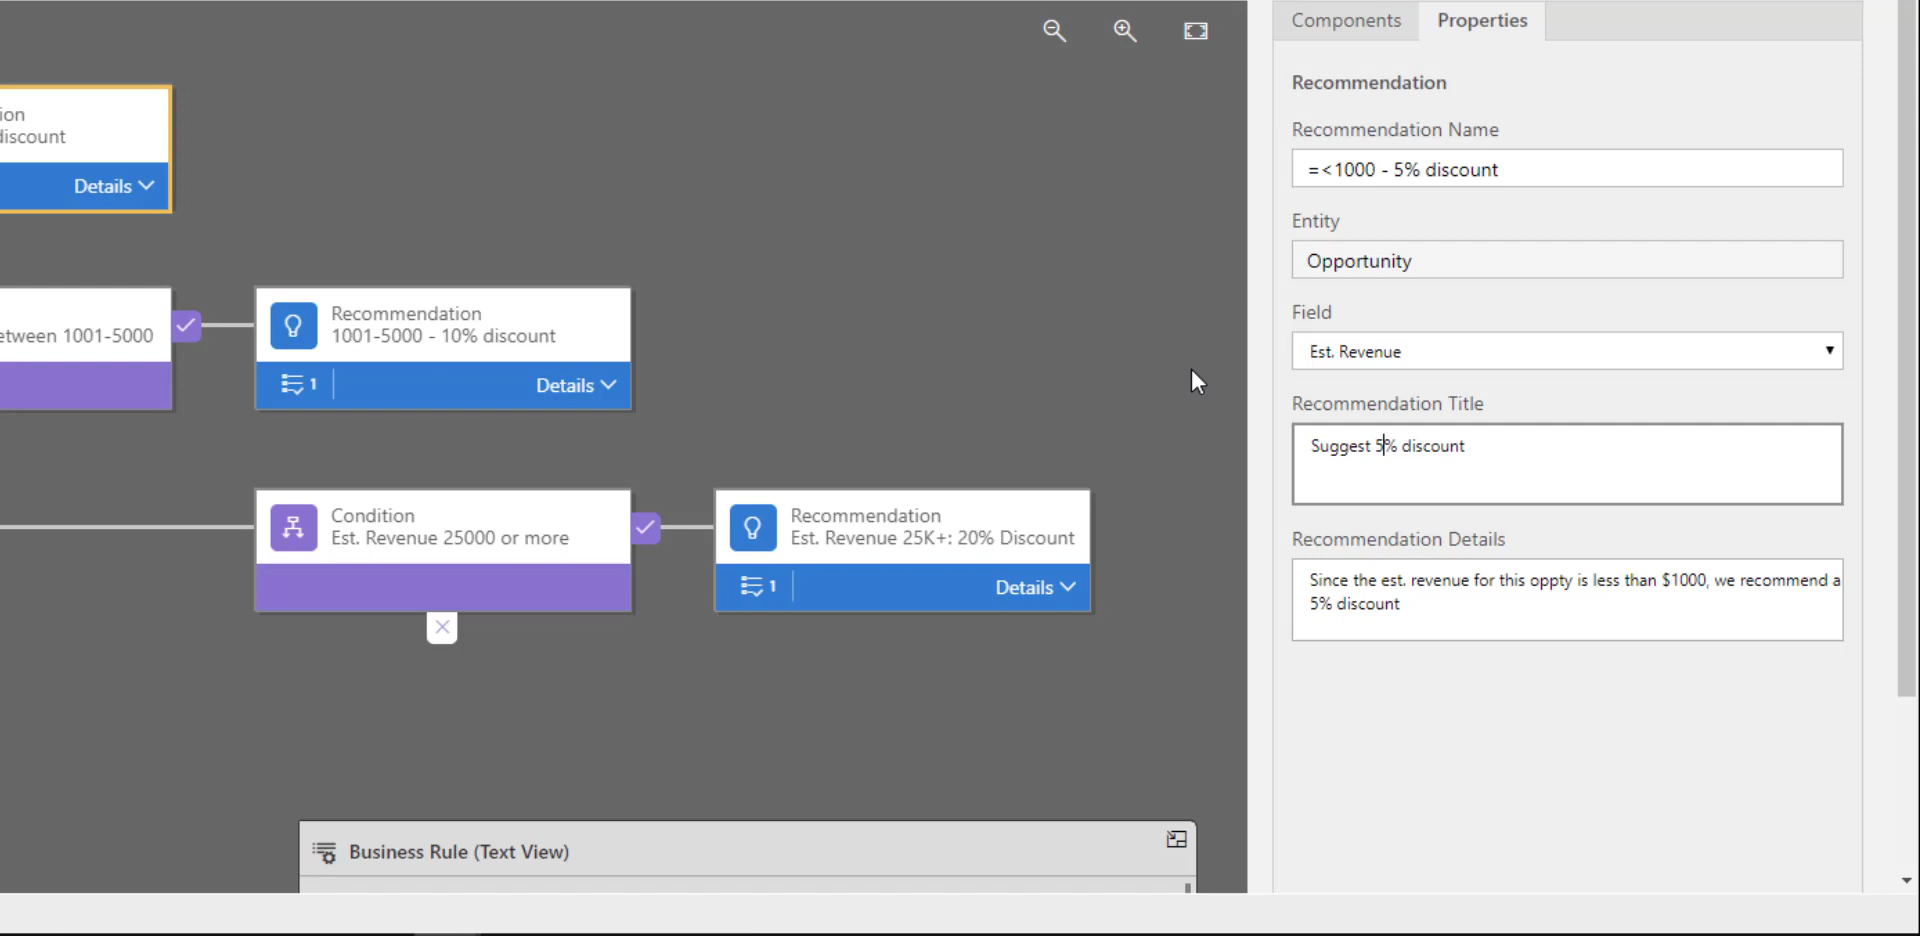 Components
Properties
ion
discount
Details
Recommendation
Recommendation Name
=<1000 - 5% discount
Entity
Opportunity
Field
Est. Revenue
Recommendation Title
Suggest 5% discount
Recommendation Details
Since the est. revenue for this oppty is less than $1000, we recommend a
5% discount
etween 1001-5000
Recommendation
1001-5000 - 10% discount
1
Details
Condition
Est. Revenue 25000 or more
Recommendation
Est. Revenue 25K+: 20% Discount
1
Details
Business Rule (Text View)